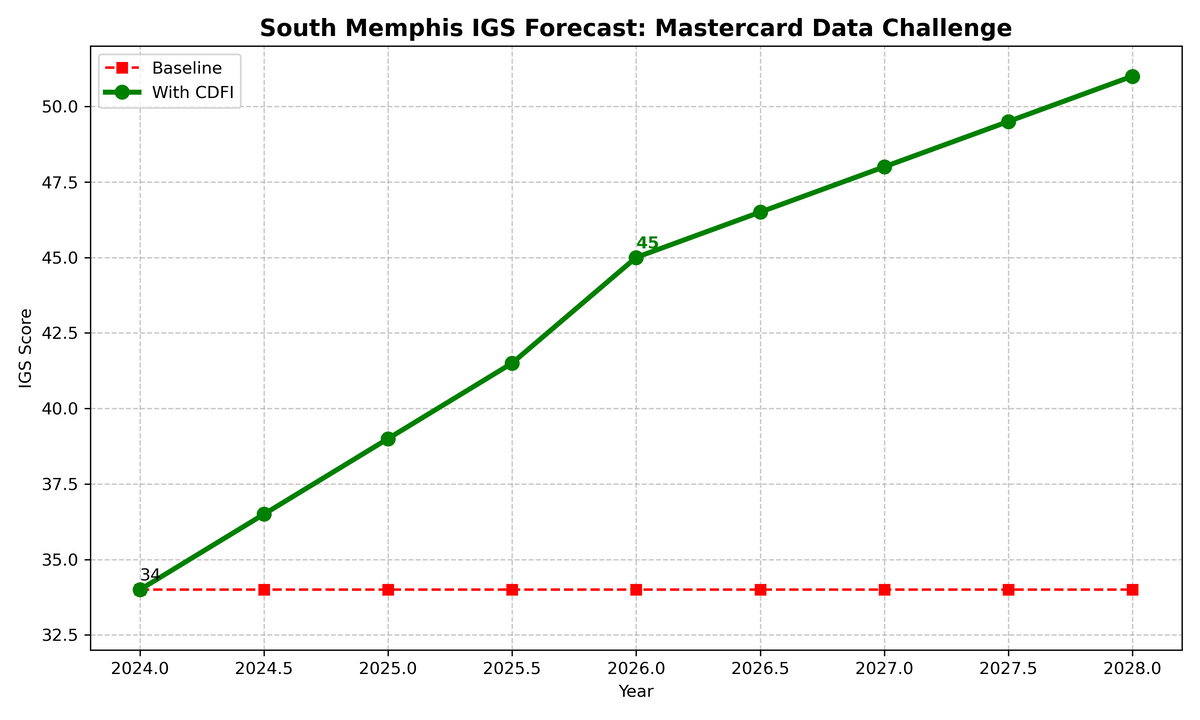 South Memphis IGS Forecast: Mastercard Data Challenge
Baseline
With CDFI
50.0
47.5
45.0
42.5
40.0
37.5
35.0
32.5
IGS Score
45
34
2024.0 2024.5 2025.0 2025.5 2026.0 2026.5 2027.0 2027.5 2028.0
Year